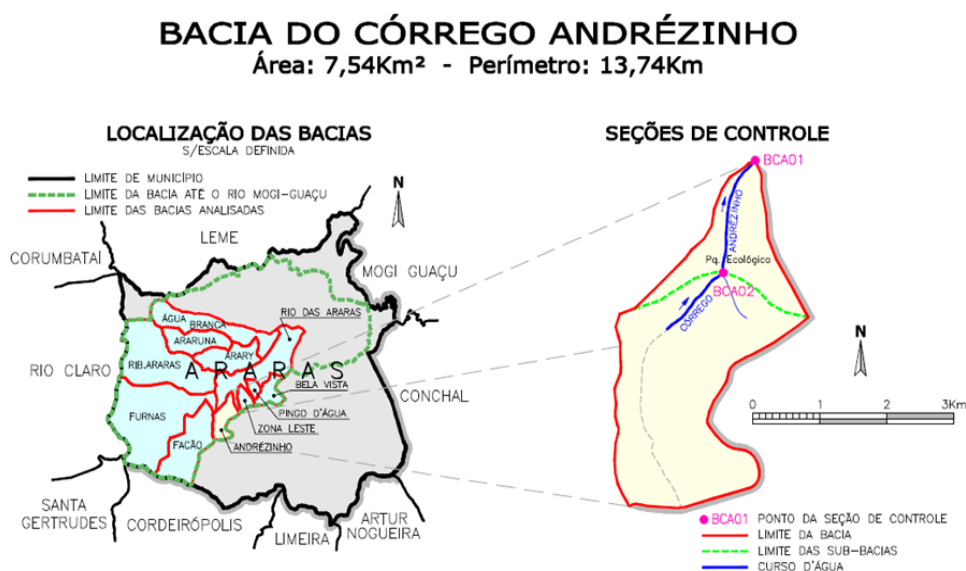 BACIA DO CÓRREGO ANDRÉZINHO
Área: 7,54Km² - Perímetro: 13,74Km
LOCALIZAÇÃO DAS BACIAS
S/ESCALA DEFINIDA
LIMITE DE MUNICÍPIO
LIMITE DA BACIA ATÉ O RIO MOGI-GUAÇU
LIMITE DAS BACIAS ANALISADAS
N
LEME
CORUMBATAI
MOGI GUAÇU
ÁGUA
BRANCA
RIO DAS ARARAS
ARARUNA
ARARY
RIO CLARO
RIB.ARARAS
ARARAS
BELA VISTA
CONCHAL
PINGO D'ÁGUA
FURNAS
ZONA LESTE
FACÃO
ANDRÉZINHO
SANTA
GERTRUDES
CORDEIRÓPOLIS
LIMEIRA
ARTUR
NOGUEIRA
SEÇÕES DE CONTROLE
BCA01
ANDRÉZINHO
Pq. Ecológico
BCA02
CÓRREGO
N
0 1 2 3Km
BCA01 PONTO DA SEÇÃO DE CONTROLE
LIMITE DA BACIA
LIMITE DAS SUB-BACIAS
CURSO D'ÁGUA